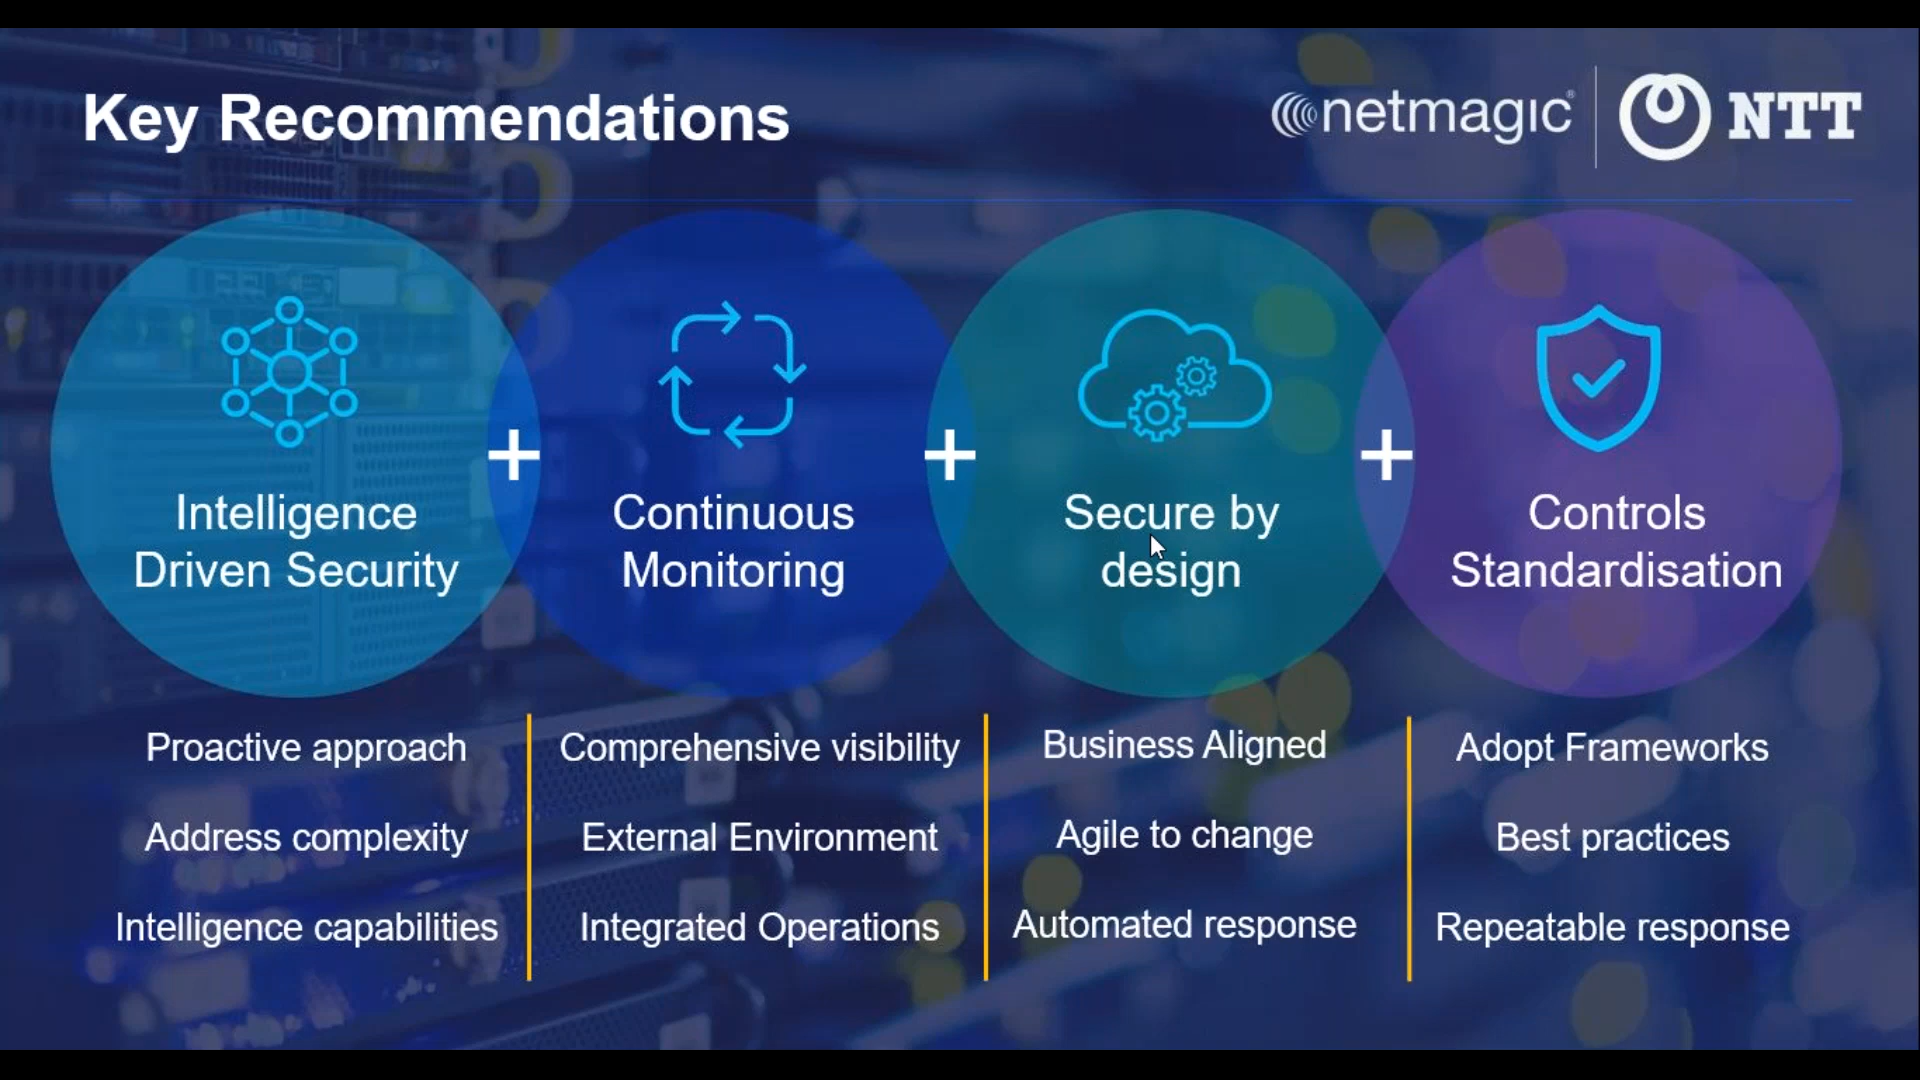 Key Recommendations
netmagic®
NTT
Intelligence
Driven Security
+
Continuous
Monitoring
+
Secure by
design
+
Controls
Standardisation
Proactive approach
Address complexity
Intelligence capabilities
Comprehensive visibility
External Environment
Integrated Operations
Business Aligned
Agile to change
Automated response
Adopt Frameworks
Best practices
Repeatable response